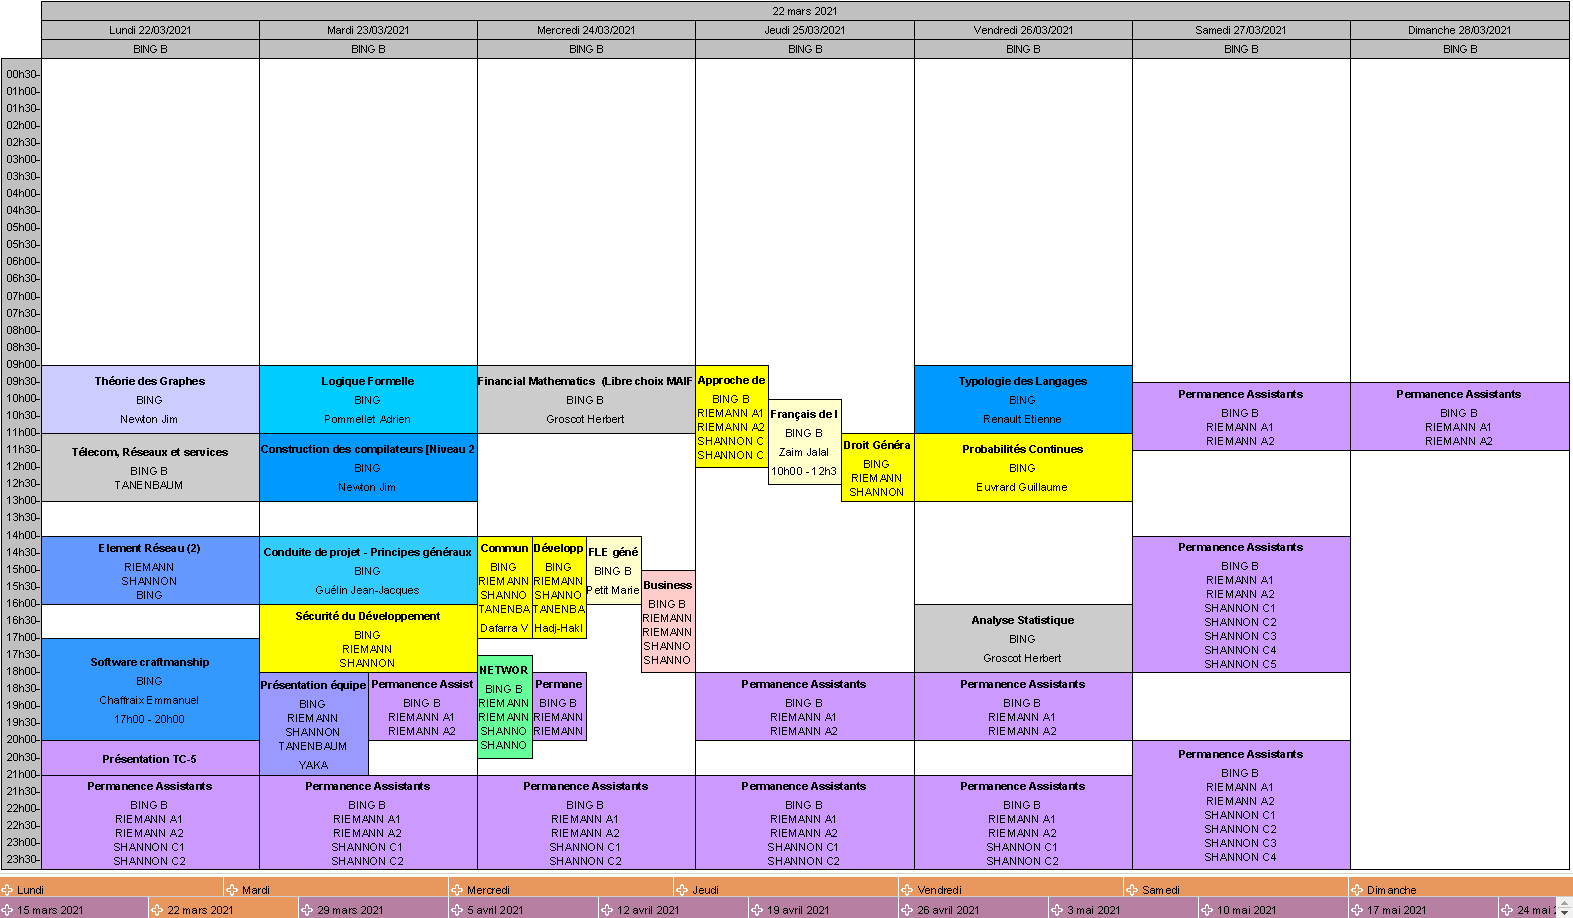 22 mars 2021
Lundi 22/03/2021
Mardi 23/03/2021
Mercredi 24/03/2021
Jeudi 25/03/2021
Vendredi 26/03/2021
Samedi 27/03/2021
Dimanche 28/03/2021
BING B
BING B
BING B
BING B
BING B
BING B
BING B
00h30
01h00
01h30
02h00
02h30
03h00
03h30
04h00
04h30
05h00
05h30
06h00
06h30
07h00
07h30
08h00
08h30
09h00
09h30
10h00
10h30
11h00
11h30
12h00
12h30
13h00
13h30
14h00
14h30
15h00
15h30
16h00
16h30
17h00
17h30
18h00
18h30
19h00
19h30
20h00
20h30
21h00
21h30
22h00
22h30
23h00
23h30
Théorie des Graphes
BING
Newton Jim
Télecom, Réseaux et services
BING B
TANENBAUM
Element Réseau (2)
RIEMANN
SHANNON
BING
Software craftmanship
BING
Chaffraix Emmanuel
17h00 - 20h00
Présentation TC-5
Permanence Assistants
BING B
RIEMANN A1
RIEMANN A2
SHANNON C1
SHANNON C2
Logique Formelle
BING
Pommellet Adrien
Construction des compilateurs [Niveau 2
BING
Newton Jim
Conduite de projet - Principes généraux
BING
Guélin Jean-Jacques
Sécurité du Développement
BING
RIEMANN
SHANNON
Présentation équipe
BING
RIEMANN
SHANNON
TANENBAUM
YAKA
Permanence Assist
BING B
RIEMANN A1
RIEMANN A2
Permanence Assistants
BING B
RIEMANN A1
RIEMANN A2
SHANNON C1
SHANNON C2
Financial Mathematics (Libre choix MAIF
BING B
Groscot Herbert
Commun
BING
RIEMANN
SHANNO
TANENBA
Dafarra V
Développ
BING
RIEMANN
SHANNO
TANENBA
Hadj-Hakl
FLE géné
BING B
Petit Marie
Business
BING B
RIEMANN
RIEMANN
SHANNO
SHANNO
NETWOR
BING B
RIEMANN
RIEMANN
SHANNO
SHANNO
Permane
BING B
RIEMANN
RIEMANN
Permanence Assistants
BING B
RIEMANN A1
RIEMANN A2
SHANNON C1
SHANNON C2
Approche de
BING B
RIEMANN A1
RIEMANN A2
SHANNON C
SHANNON C
Français de l
BING B
Zaim Jalal
10h00 - 12h3
Droit Généra
BING
RIEMANN
SHANNON
Permanence Assistants
BING B
RIEMANN A1
RIEMANN A2
Permanence Assistants
BING B
RIEMANN A1
RIEMANN A2
SHANNON C1
SHANNON C2
Typologie des Langages
BING
Renault Etienne
Probabilités Continues
BING
Euvrard Guillaume
Analyse Statistique
BING
Groscot Herbert
Permanence Assistants
BING B
RIEMANN A1
RIEMANN A2
Permanence Assistants
BING B
RIEMANN A1
RIEMANN A2
SHANNON C1
SHANNON C2
Permanence Assistants
BING B
RIEMANN A1
RIEMANN A2
Permanence Assistants
BING B
RIEMANN A1
RIEMANN A2
SHANNON C1
SHANNON C2
SHANNON C3
SHANNON C4
SHANNON C5
Permanence Assistants
BING B
RIEMANN A1
RIEMANN A2
SHANNON C1
SHANNON C2
SHANNON C3
SHANNON C4
Permanence Assistants
BING B
RIEMANN A1
RIEMANN A2
Lundi
Mardi
Mercredi
Jeudi
Vendredi
Samedi
Dimanche
15 mars 2021
22 mars 2021
29 mars 2021
5 avril 2021
12 avril 2021
19 avril 2021
26 avril 2021
3 mai 2021
10 mai 2021
17 mai 2021
24 mai